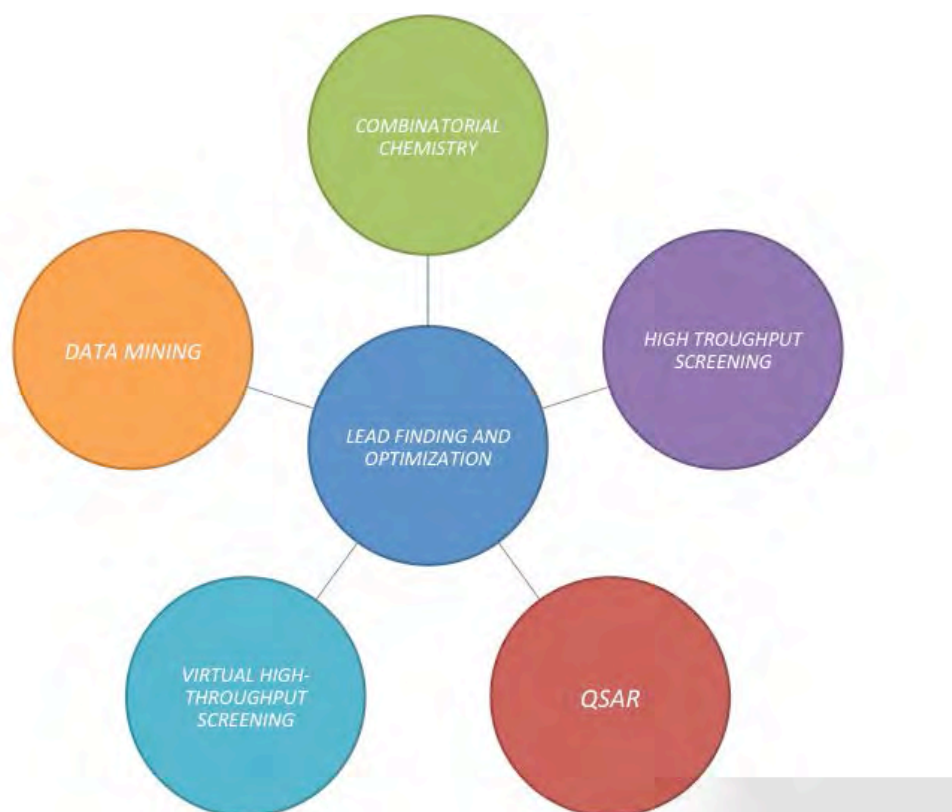 COMBINATORIAL
CHEMISTRY
DATA MINING
HIGH TROUGHPUT
SCREENING
LEAD FINDING AND
OPTIMIZATION
VIRTUAL HIGH-
THROUGHPUT
SCREENING
QSAR